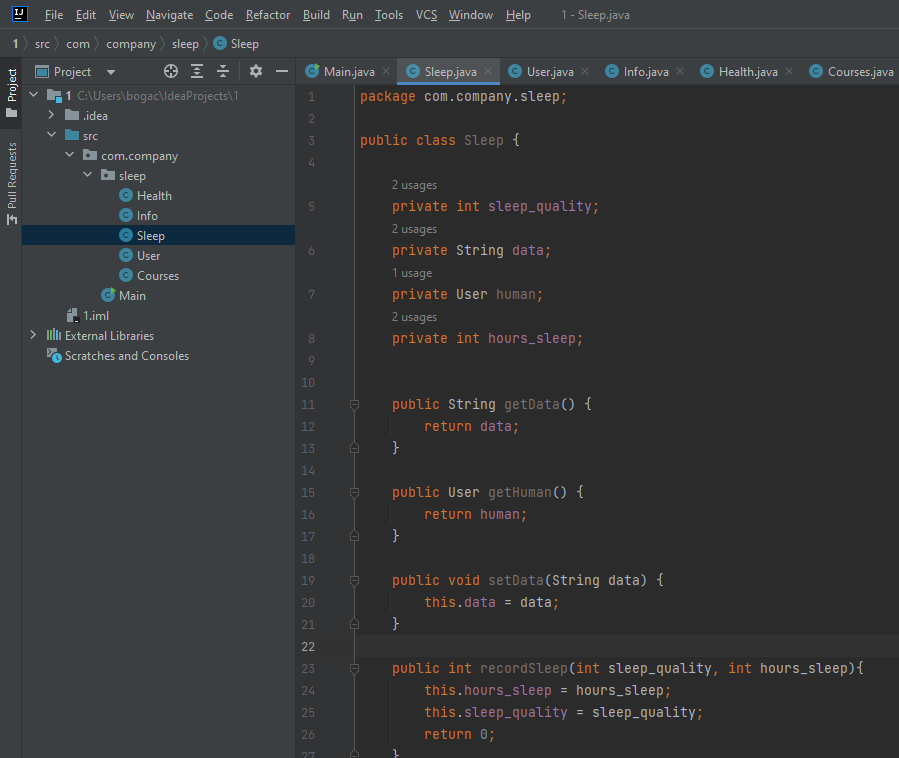 File Edit View Navigate Code Refactor Build Run Tools VCS Window Help 1 - Sleep.java
1 src com company sleep Sleep
Project
Pull Requests
Project
1 C:\Users\bogac\IdeaProjects\1
.idea
src
com.company
sleep
Health
Info
Sleep
User
Courses
Main
1.iml
External Libraries
Scratches and Consoles
Main.java Sleep.java User.java Info.java Health.java Courses.java
1 package com.company.sleep;
2
3 public class Sleep {
4
2 usages
5 private int sleep_quality;
2 usages
6 private String data;
1 usage
7 private User human;
2 usages
8 private int hours_sleep;
9
10
11 public String getData() {
12 return data;
13 }
14
15 public User getHuman() {
16 return human;
17 }
18
19 public void setData(String data) {
20 this.data = data;
21 }
22
23 public int recordSleep(int sleep_quality, int hours_sleep){
24 this.hours_sleep = hours_sleep;
25 this.sleep_quality = sleep_quality;
26 return 0;
27 }